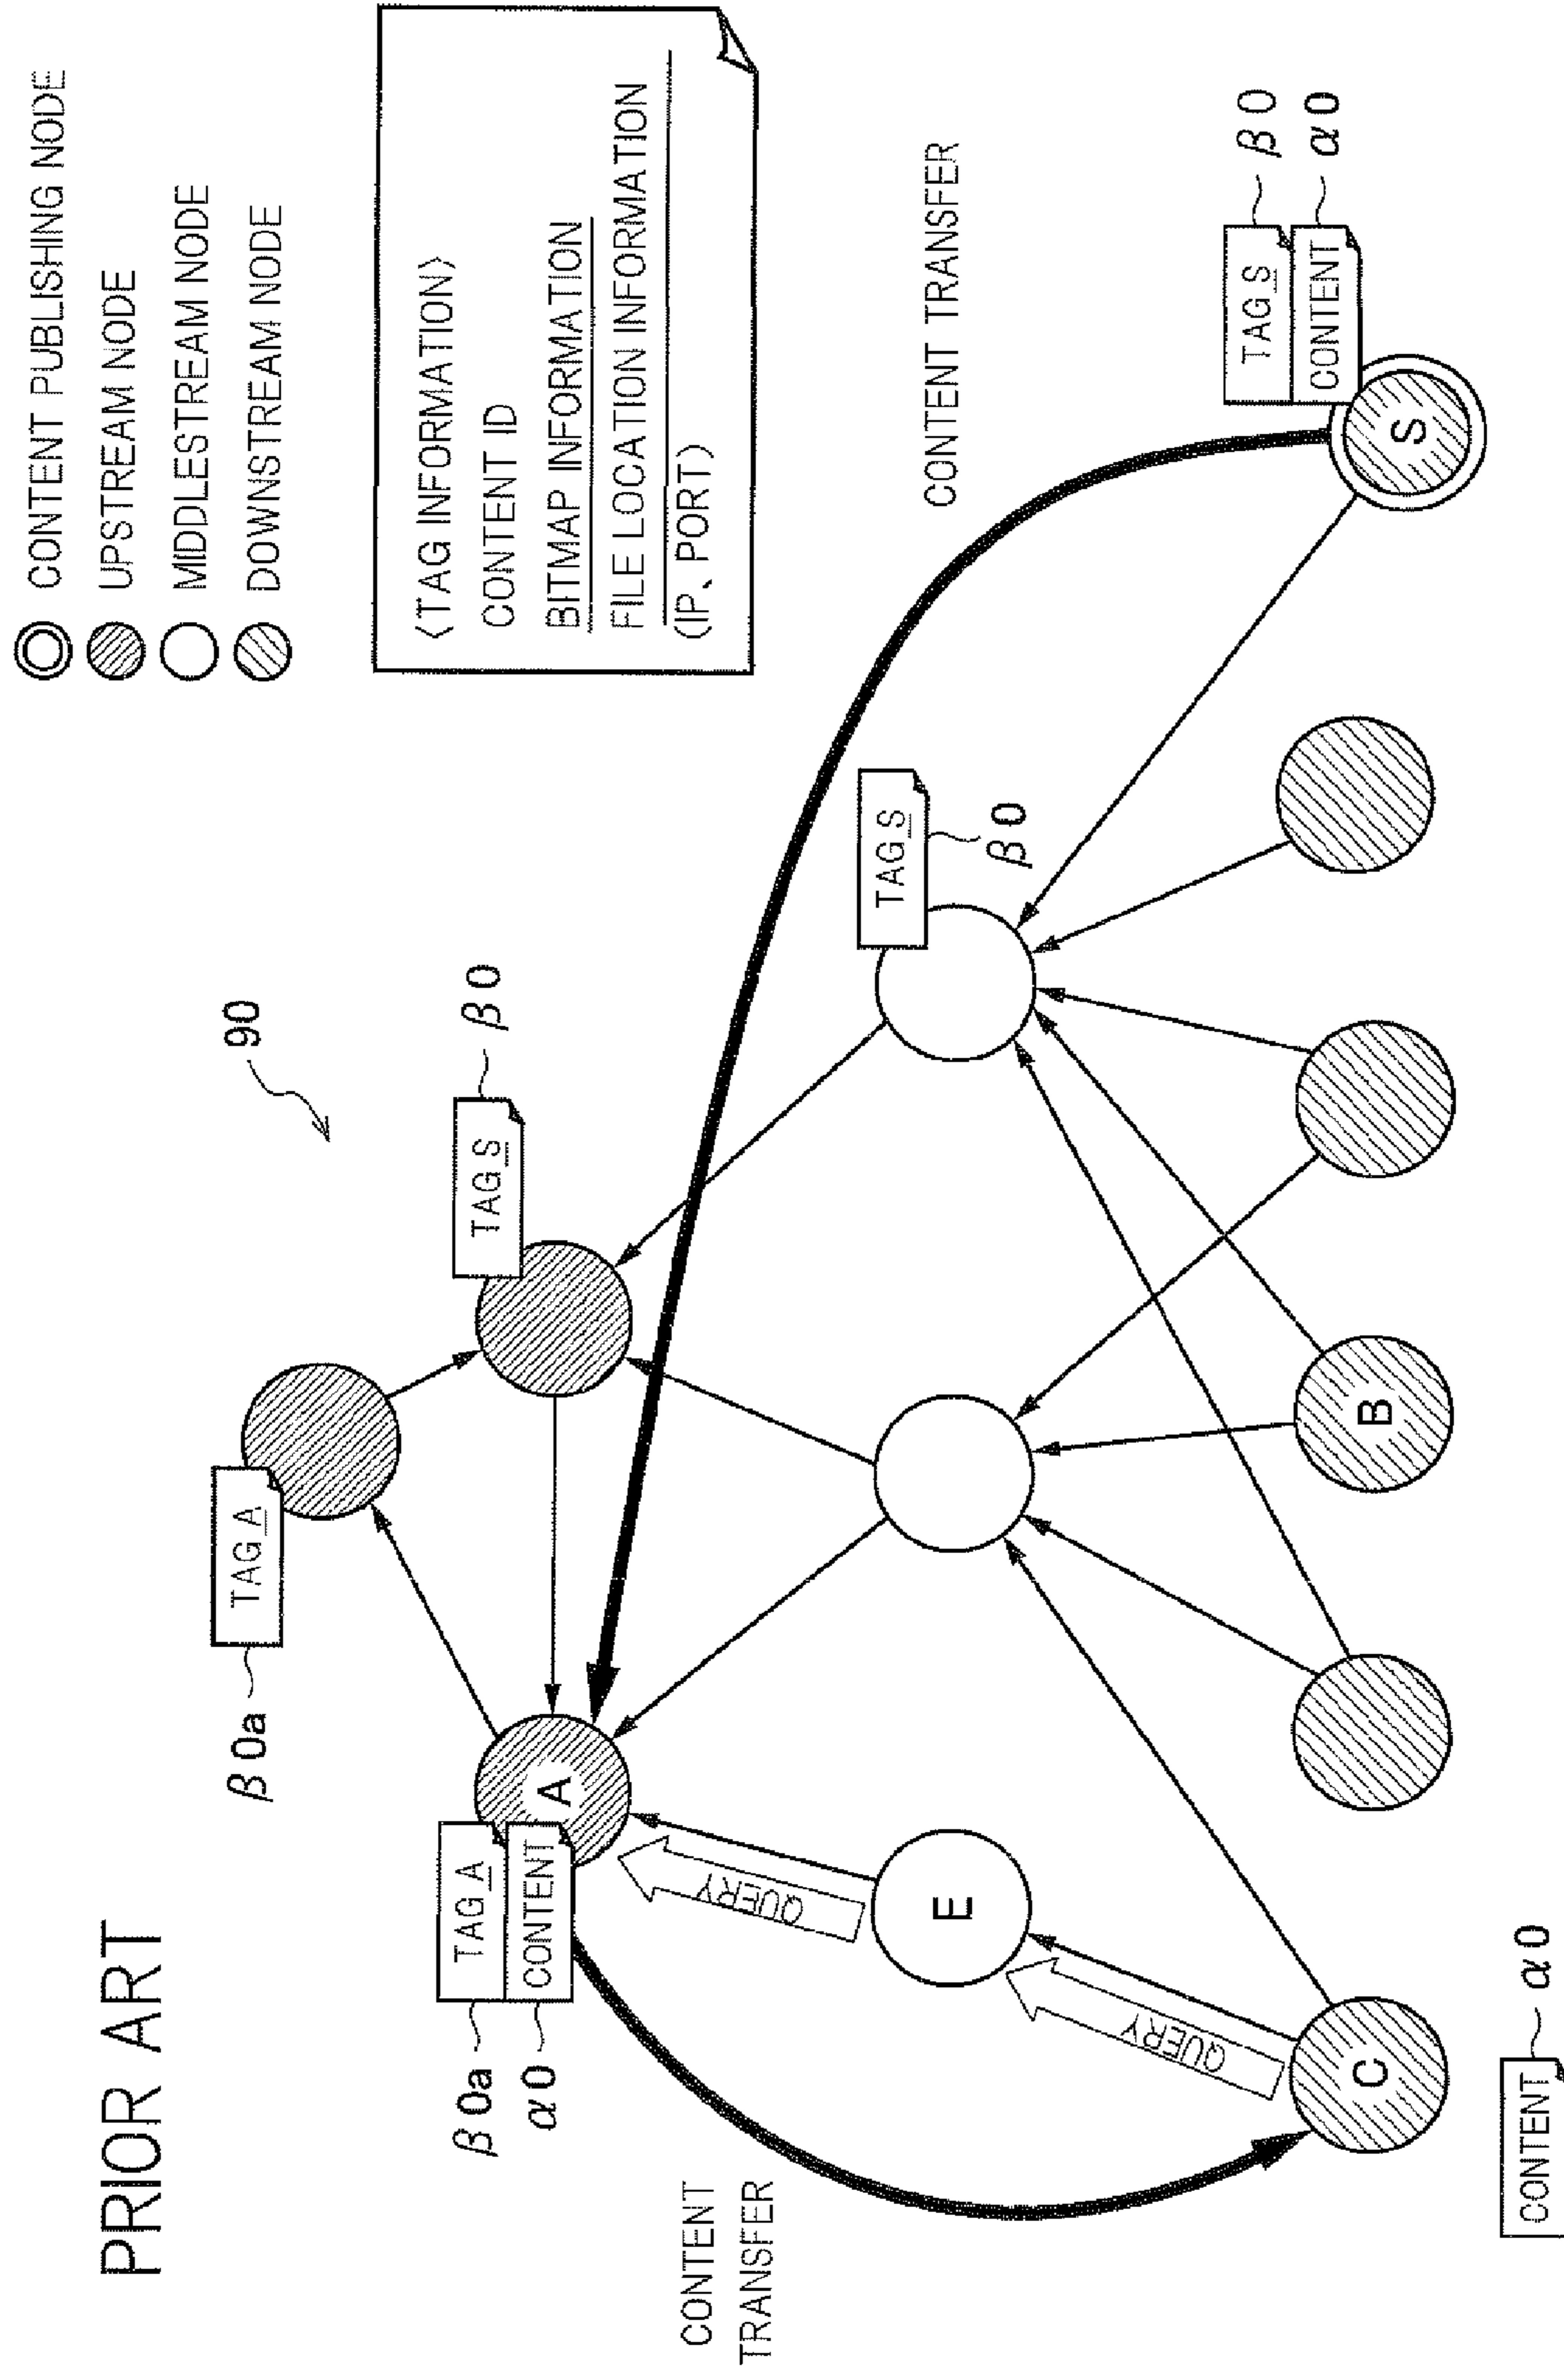 PRIOR ART
CONTENT PUBLISHING NODE
UPSTREAM NODE
MIDDLESTREAM NODE
DOWNSTREAM NODE
〈TAG INFORMATION〉
CONTENT ID
BITMAP INFORMATION
FILE LOCATION INFORMATION
(IP、PORT)
90
TAG A
β0a
TAG S
β0
TAG A
β0a
CONTENT
α0
A
CONTENT TRANSFER
CONTENT
TRANSFER
QUERY
E
TAG S
β0
QUERY
TAG S
β0
CONTENT
α0
C
B
S
CONTENT
α0